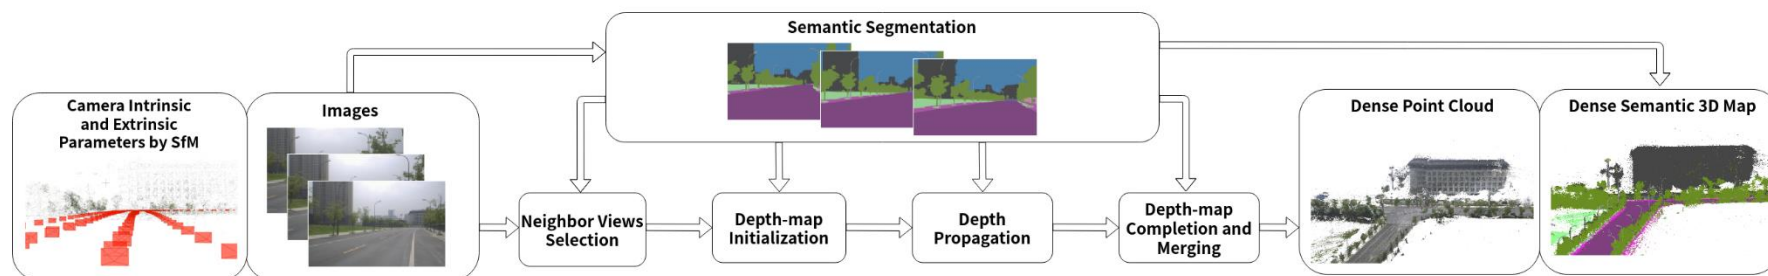 Semantic Segmentation
Camera Intrinsic
and Extrinsic
Parameters by SfM
Images
Dense Point Cloud
Dense Semantic 3D Map
Neighbor Views
Selection
Depth-map
Initialization
Depth
Propagation
Depth-map
Completion and
Merging